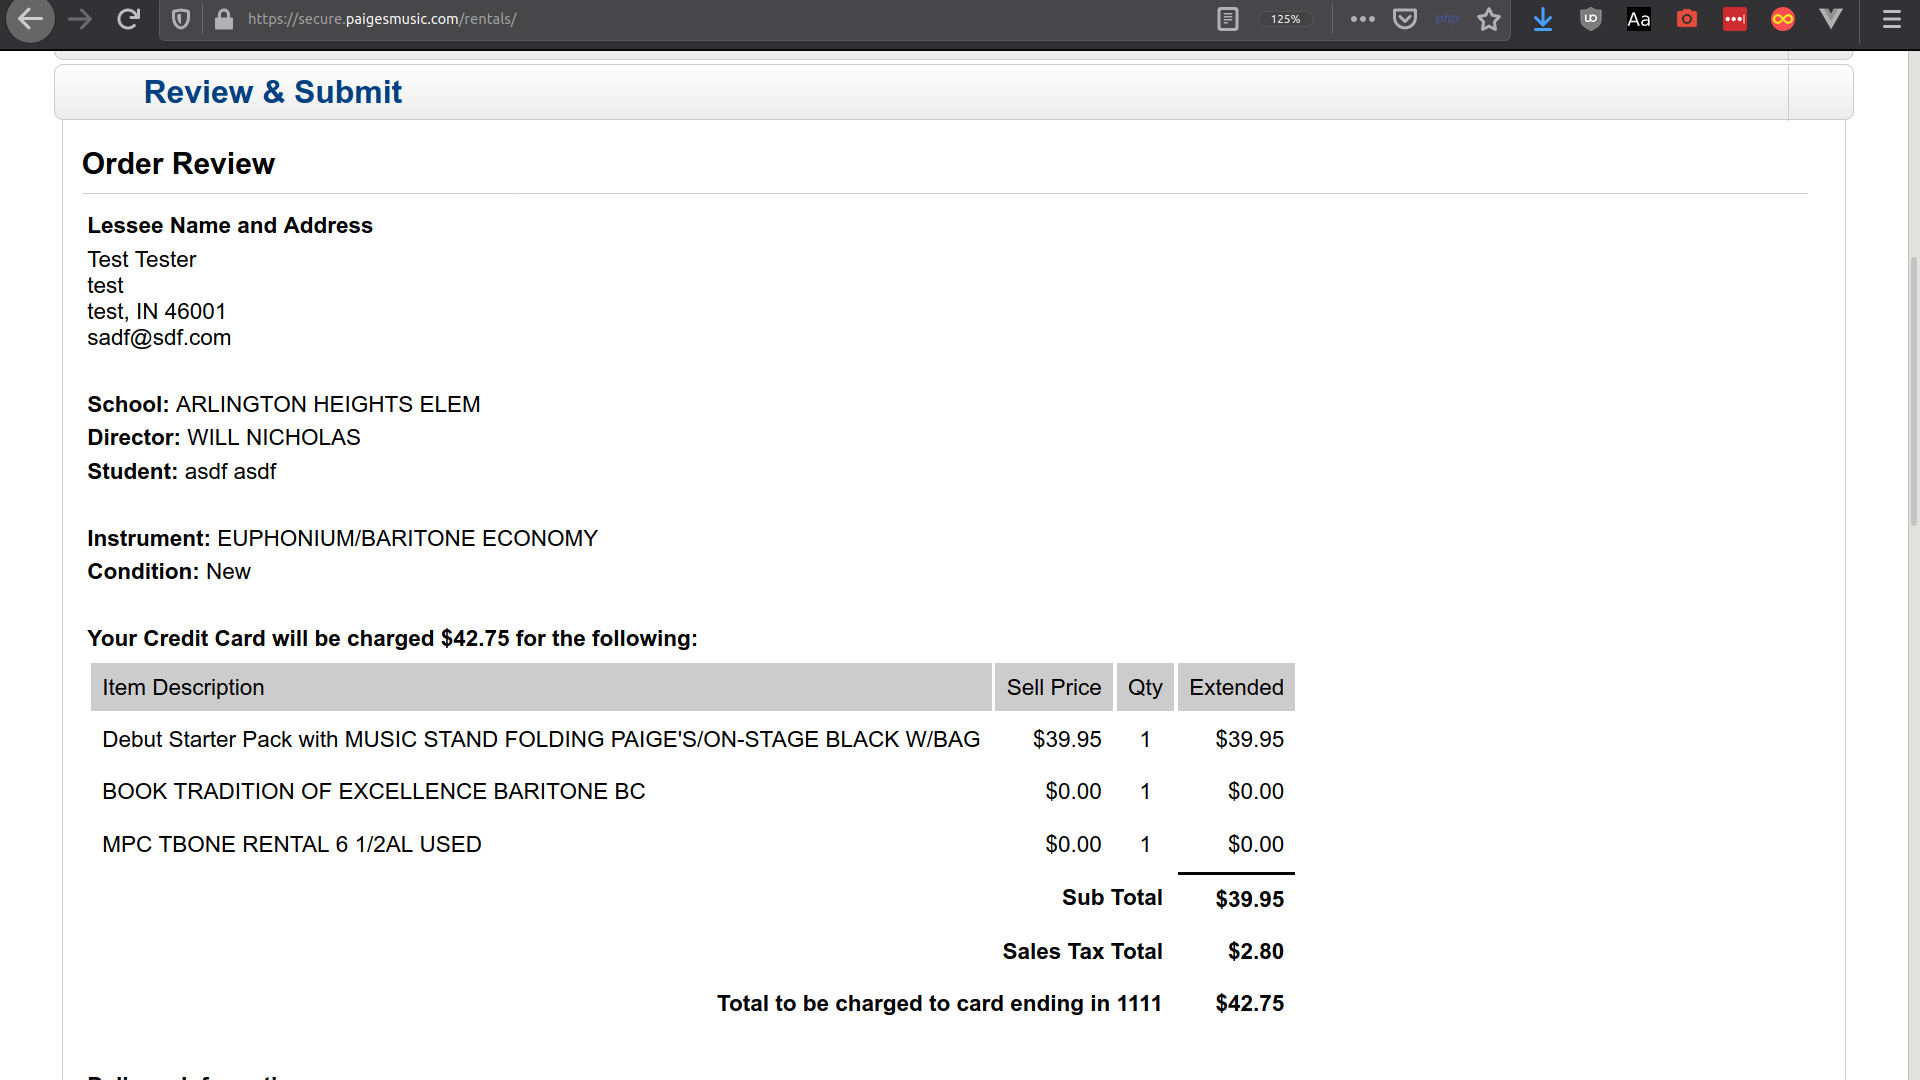 https://secure.paigesmusic.com/rentals/
125%
php
Aa
Review & Submit
Order Review
Lessee Name and Address
Test Tester
test
test, IN 46001
sadf@sdf.com
School: ARLINGTON HEIGHTS ELEM
Director: WILL NICHOLAS
Student: asdf asdf
Instrument: EUPHONIUM/BARITONE ECONOMY
Condition: New
Your Credit Card will be charged $42.75 for the following:
Item Description Sell Price Qty Extended
Debut Starter Pack with MUSIC STAND FOLDING PAIGE'S/ON-STAGE BLACK W/BAG $39.95 1 $39.95
BOOK TRADITION OF EXCELLENCE BARITONE BC $0.00 1 $0.00
MPC TBONE RENTAL 6 1/2AL USED $0.00 1 $0.00
Sub Total $39.95
Sales Tax Total $2.80
Total to be charged to card ending in 1111 $42.75